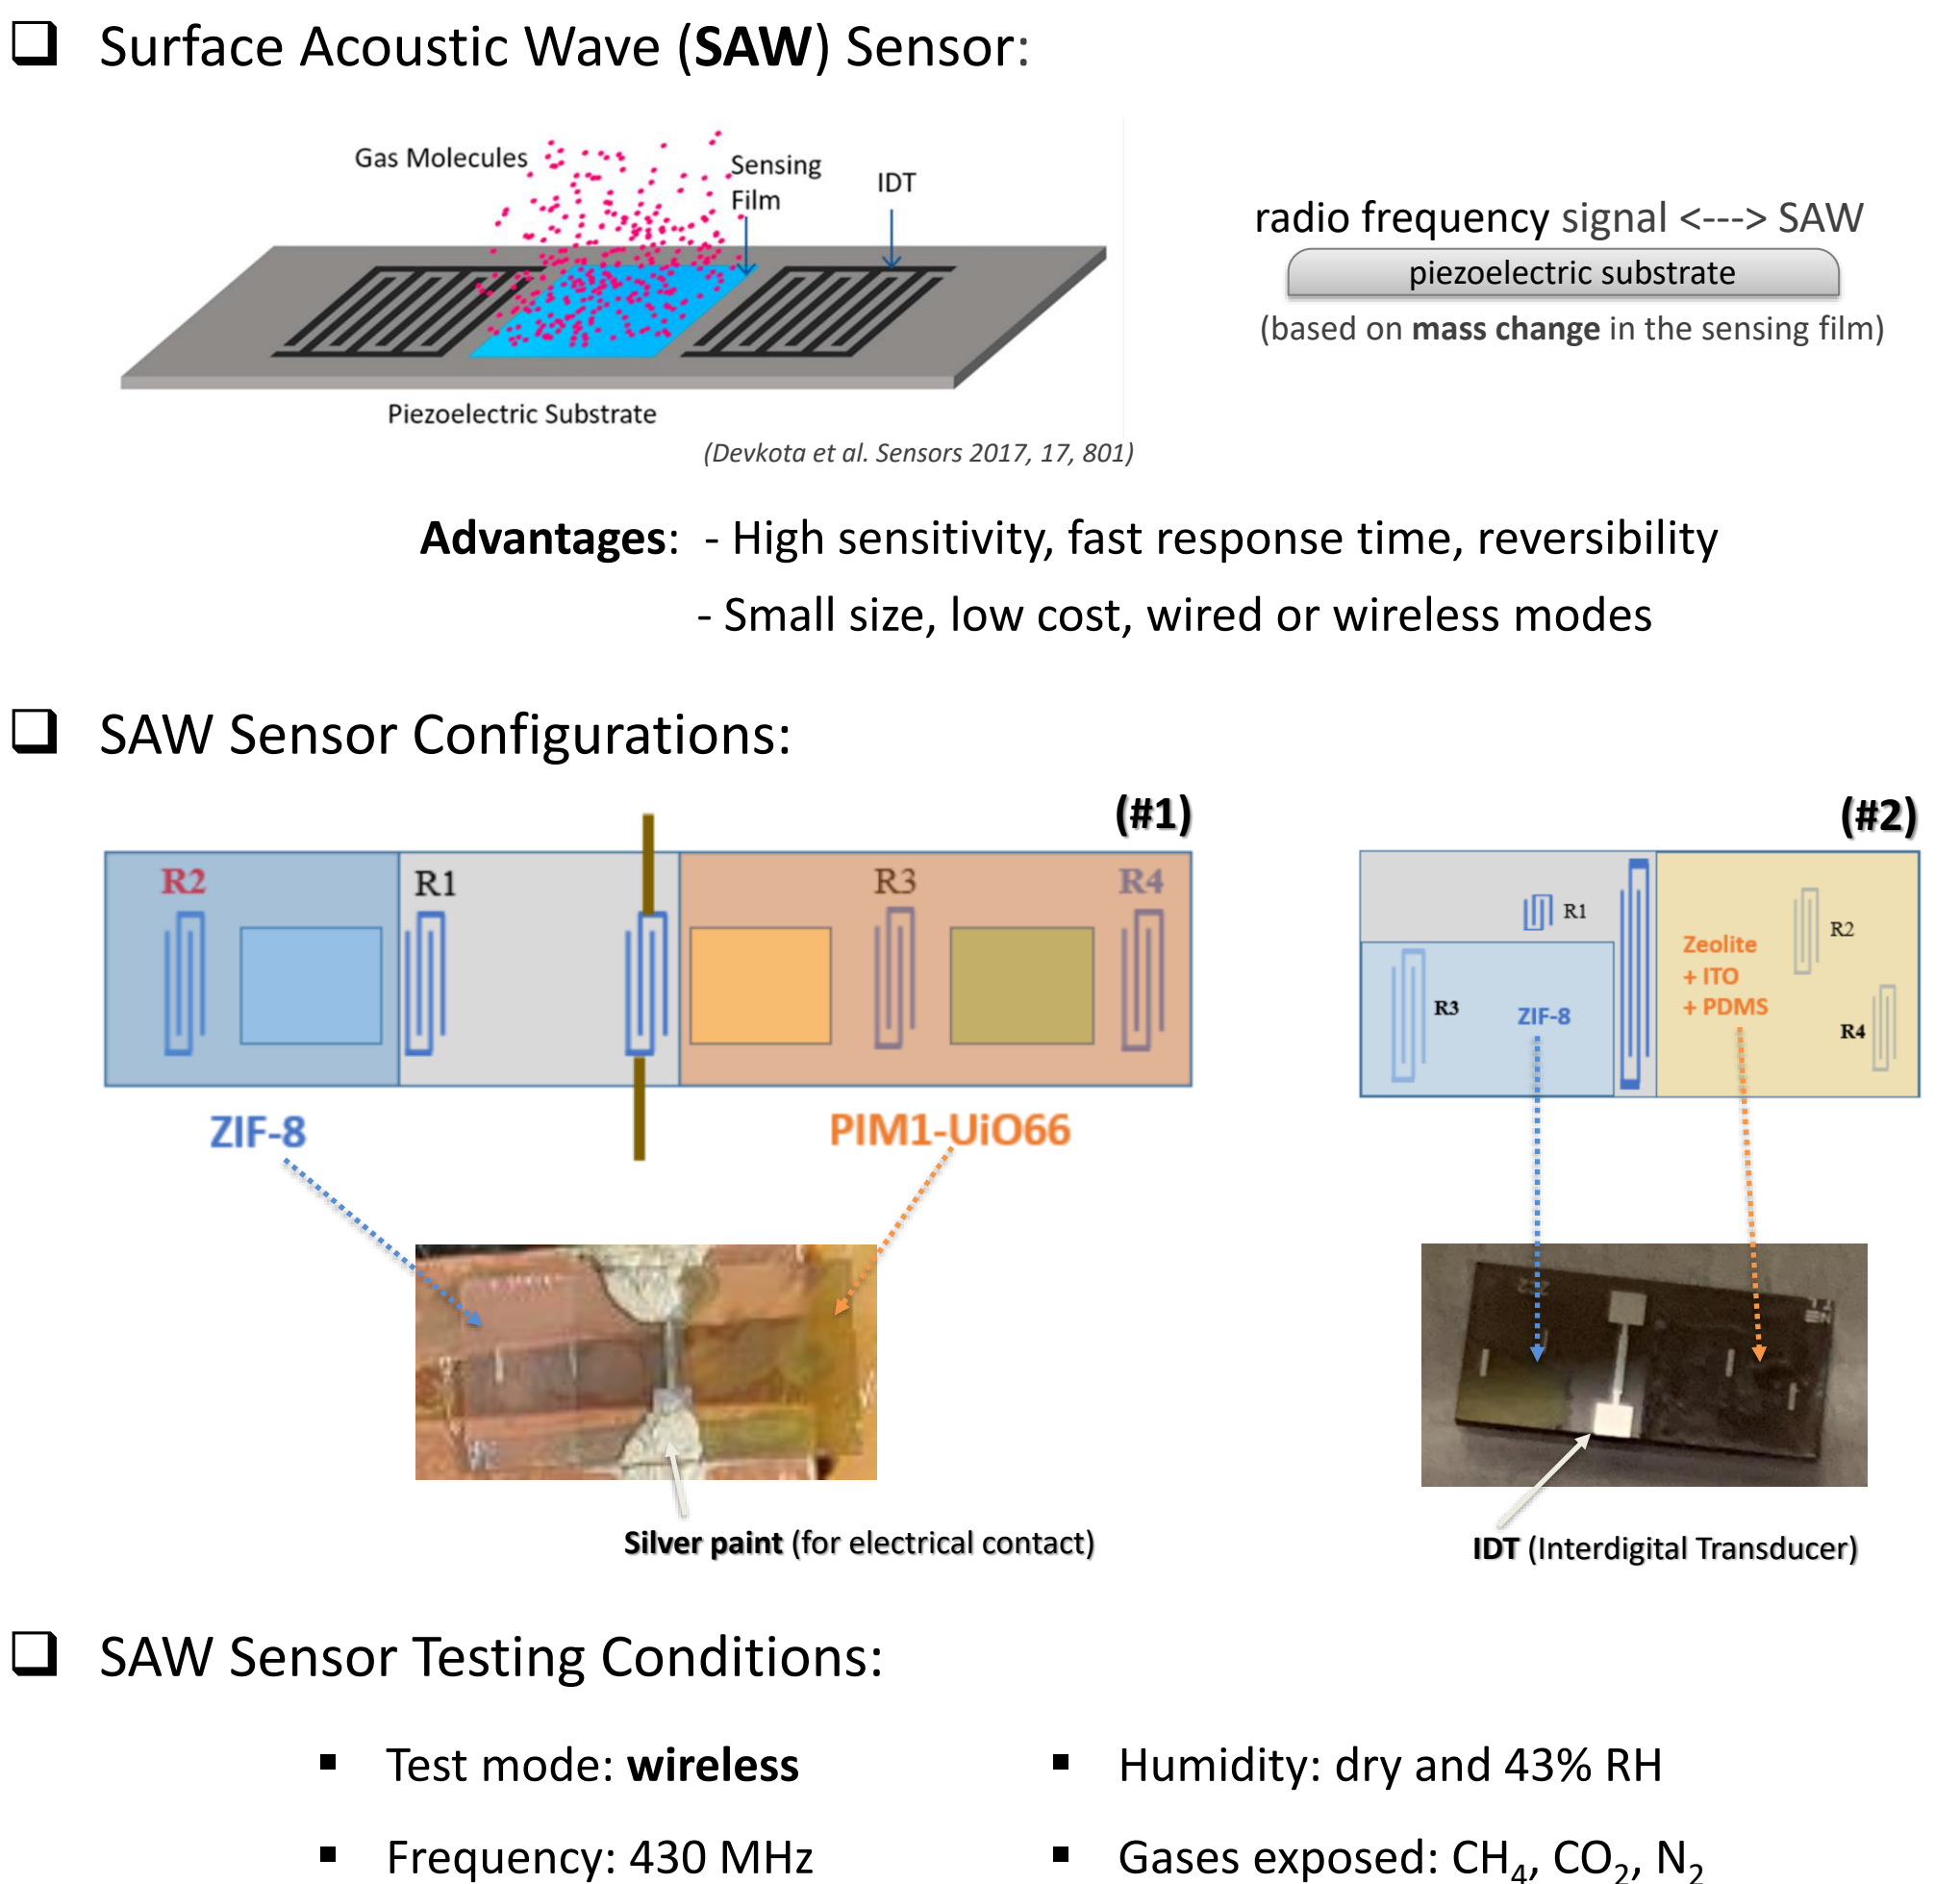 Surface Acoustic Wave (SAW) Sensor:
Gas Molecules
Sensing
Film
IDT
Piezoelectric Substrate
(Devkota et al. Sensors 2017, 17, 801)
radio frequency signal <---> SAW
piezoelectric substrate
(based on mass change in the sensing film)
Advantages: - High sensitivity, fast response time, reversibility
- Small size, low cost, wired or wireless modes
SAW Sensor Configurations:
(#1)
R2
R1
R3
R4
ZIF-8
PIM1-UiO66
Silver paint (for electrical contact)
(#2)
R1
R2
Zeolite
+ ITO
+ PDMS
R3
ZIF-8
R4
IDT (Interdigital Transducer)
SAW Sensor Testing Conditions:
▪ Test mode: wireless
▪ Humidity: dry and 43% RH
▪ Frequency: 430 MHz
▪ Gases exposed: CH₄, CO₂, N₂